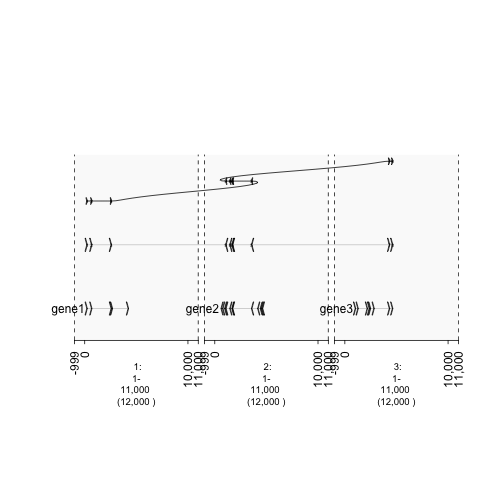 gene1 gene2 gene3
-999 0 10,000 11,000 -999 0 10,000 11,000 -999 0 10,000 11,000
1: 2: 3:
1- 1- 1-
11,000 11,000 11,000
(12,000 ) (12,000 ) (12,000 )